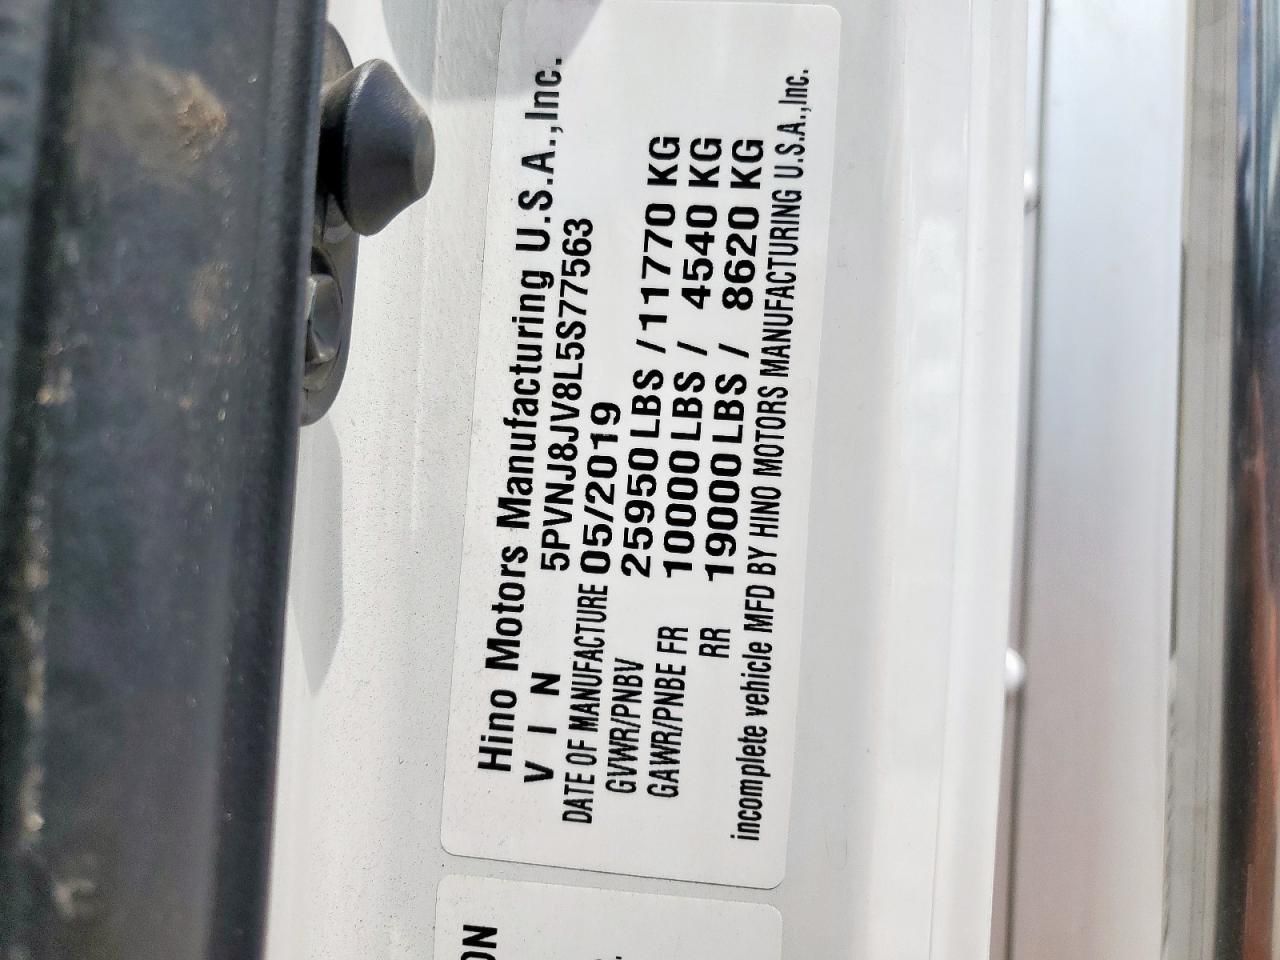 Hino Motors Manufacturing U.S.A.,Inc.
V I N 5PVNJ8JV8L5S77563
DATE OF MANUFACTURE 05/2019
GVWR/PNBV 25950 LBS /11770 KG
GAWR/PNBE FR 10000 LBS / 4540 KG
RR 19000 LBS / 8620 KG
incomplete vehicle MFD BY HINO MOTORS MANUFACTURING U.S.A.,Inc.
ON